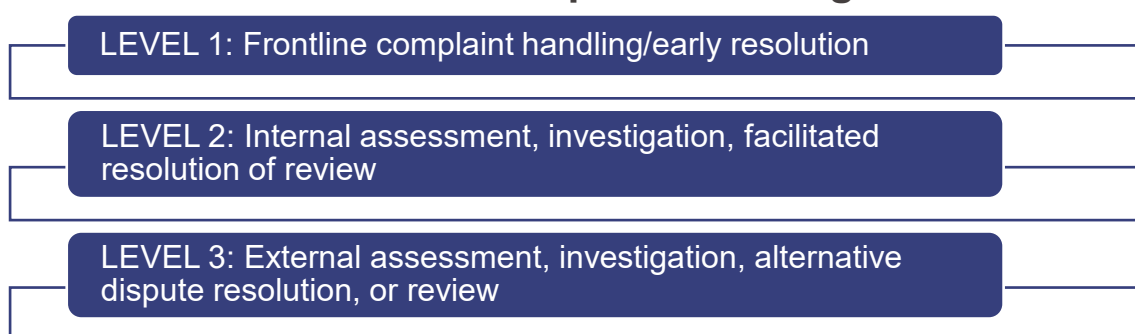 LEVEL 1: Frontline complaint handling/early resolution
LEVEL 2: Internal assessment, investigation, facilitated
resolution of review
LEVEL 3: External assessment, investigation, alternative
dispute resolution, or review